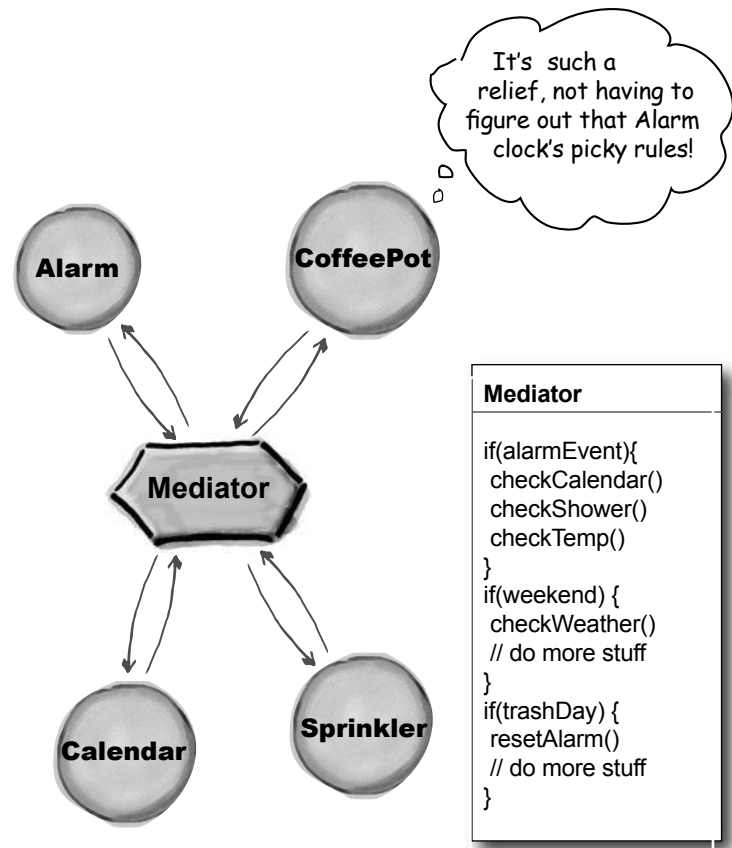 It's such a
relief, not having to
figure out that Alarm
clock's picky rules!
Alarm
CoffeePot
Mediator
Calendar
Sprinkler
Mediator
if(alarmEvent){
checkCalendar()
checkShower()
checkTemp()
}
if(weekend) {
checkWeather()
// do more stuff
}
if(trashDay) {
resetAlarm()
// do more stuff
}